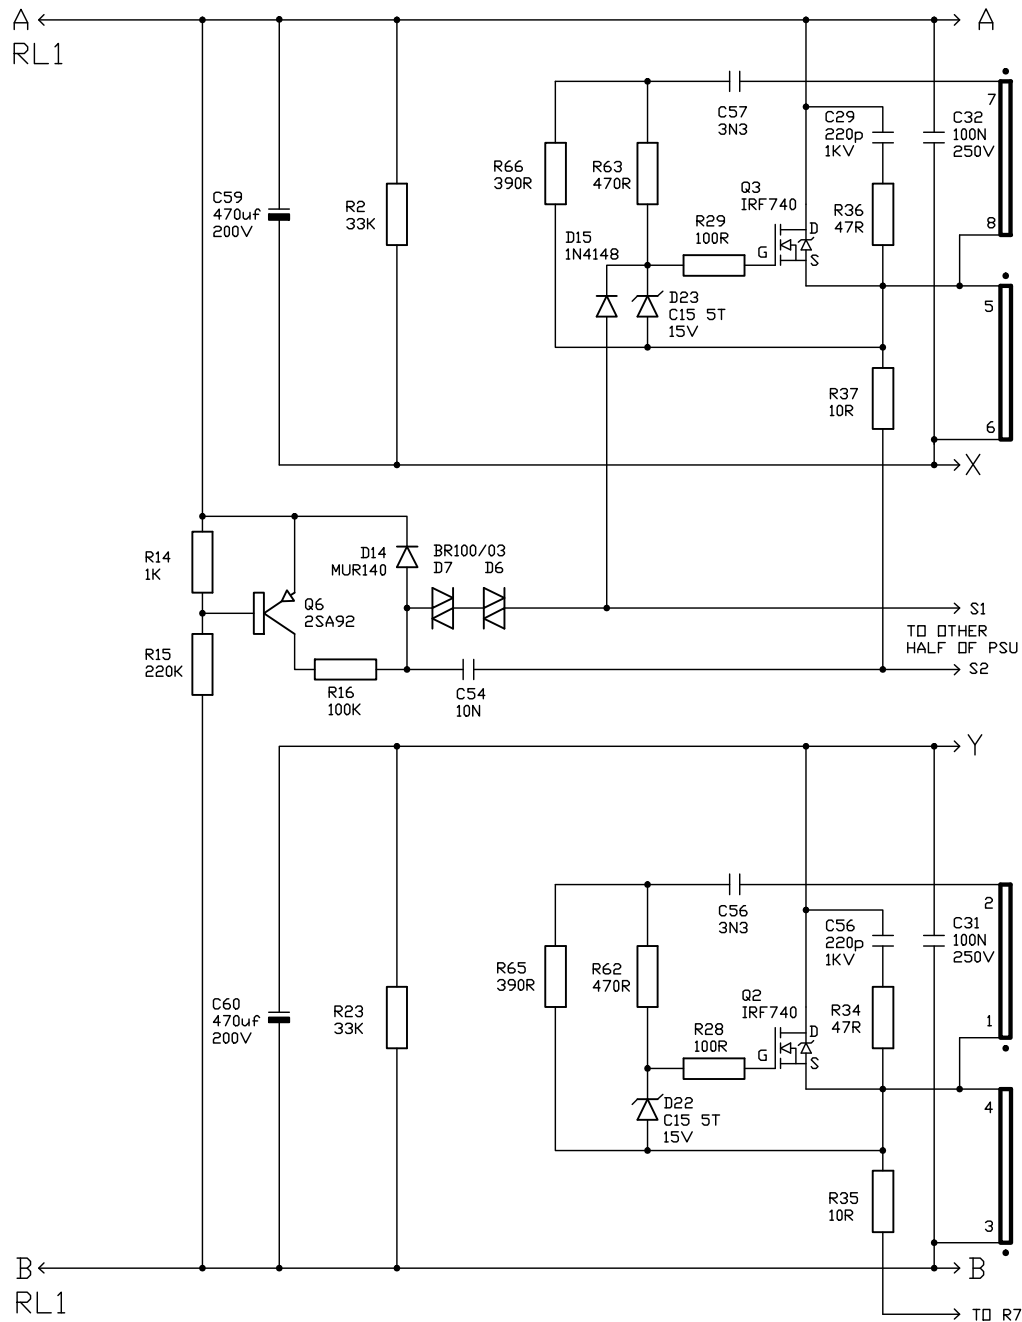 A
A
RL1
7
C57
3N3
C29
220p
1KV
C32
100N
250V
R66
390R
R63
470R
Q3
IRF740
C59
470uf
200V
R2
33K
R36
47R
R29
100R
D
G
S
8
D15
1N4148
D23
C15 5T
15V
5
R37
10R
6
X
R14
1K
D14
MUR140
BR100/03
D7 D6
Q6
2SA92
S1
TO OTHER
HALF OF PSU
R15
220K
S2
R16
100K
C54
10N
Y
2
C56
3N3
C56
220p
1KV
C31
100N
250V
R65
390R
R62
470R
Q2
IRF740
C60
470uf
200V
R23
33K
R34
47R
R28
100R
D
G
S
1
D22
C15 5T
15V
4
R35
10R
3
B
B
RL1
TO R7